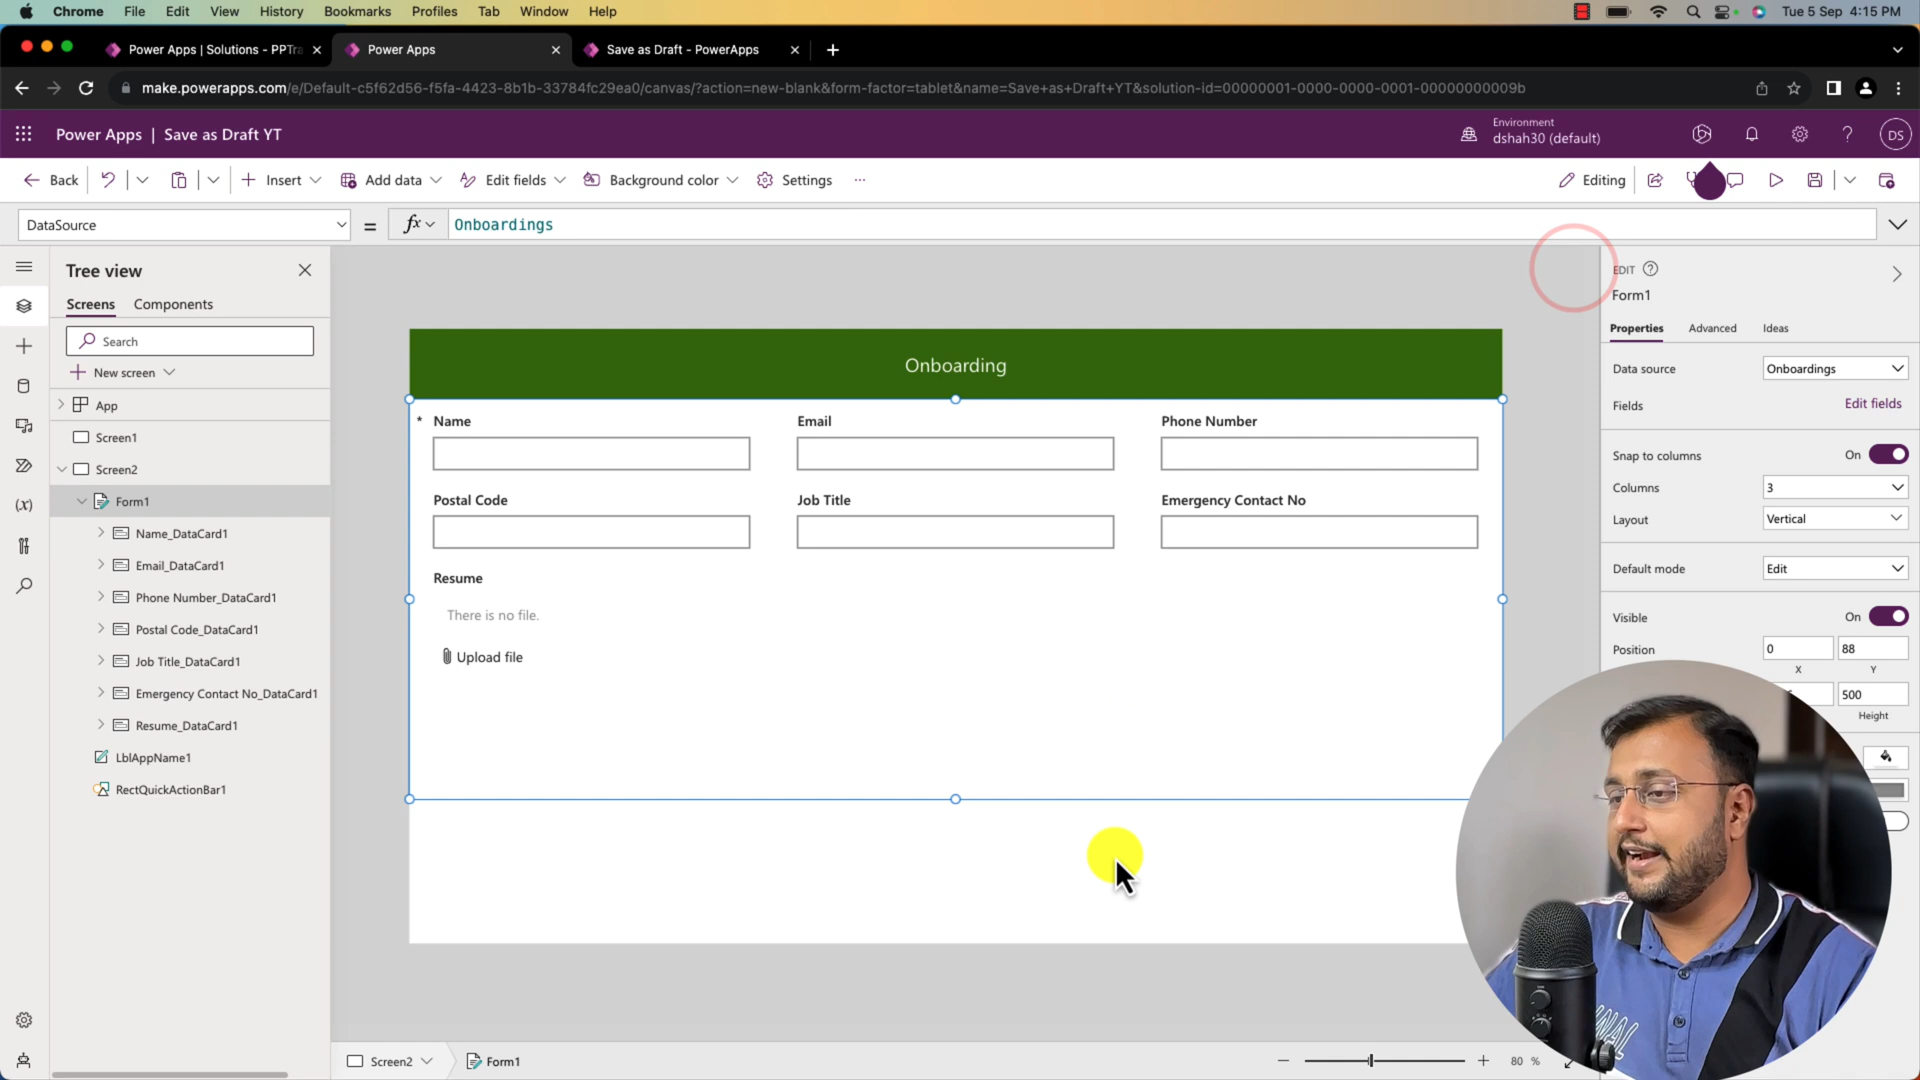 Chrome File Edit View History Bookmarks Profiles Tab Window Help Tue 5 Sep 4:15 PM
Power Apps | Solutions - PPTra Power Apps Save as Draft - PowerApps
make.powerapps.com/e/Default-c5f62d56-f5fa-4423-8b1b-33784fc29ea0/canvas/?action=new-blank&form-factor=tablet&name=Save+as+Draft+YT&solution-id=00000001-0000-0000-0001-00000000009b
Power Apps | Save as Draft YT
Environment
dshah30 (default)
DS
Back Insert Add data Edit fields Background color Settings ... Editing
DataSource = fx Onboardings
Tree view
Screens Components
Search
New screen
App
Screen1
Screen2
Form1
Name_DataCard1
Email_DataCard1
Phone Number_DataCard1
Postal Code_DataCard1
Job Title_DataCard1
Emergency Contact No_DataCard1
Resume_DataCard1
LblAppName1
RectQuickActionBar1
(x)
Onboarding
* Name Email Phone Number
Postal Code Job Title Emergency Contact No
Resume
There is no file.
Upload file
EDIT ?
Form1
Properties Advanced Ideas
Data source Onboardings
Fields Edit fields
Snap to columns On
Columns 3
Layout Vertical
Default mode Edit
Visible On
Position 0 88
X Y
500
Height
Screen2 Form1 80 %